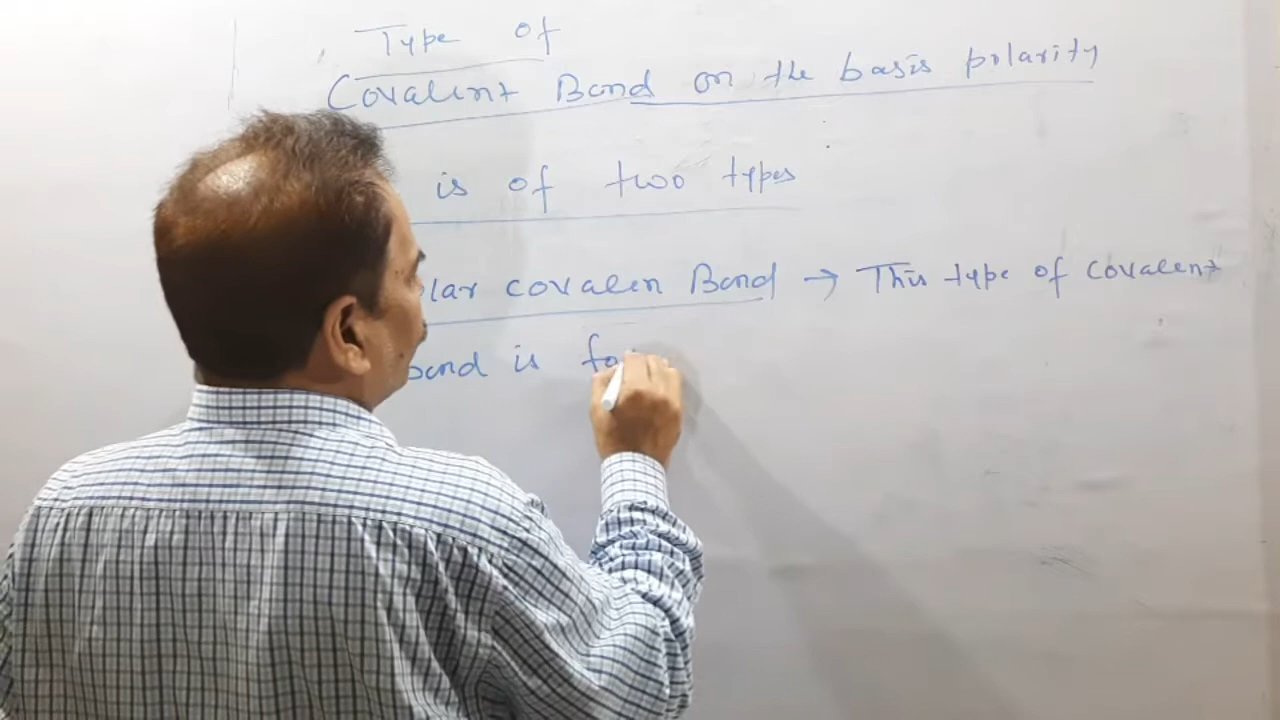 Type of
Covalent Bond on the basis polarity
is of two types
lar covalen Bond → This type of covalent
bond is fo